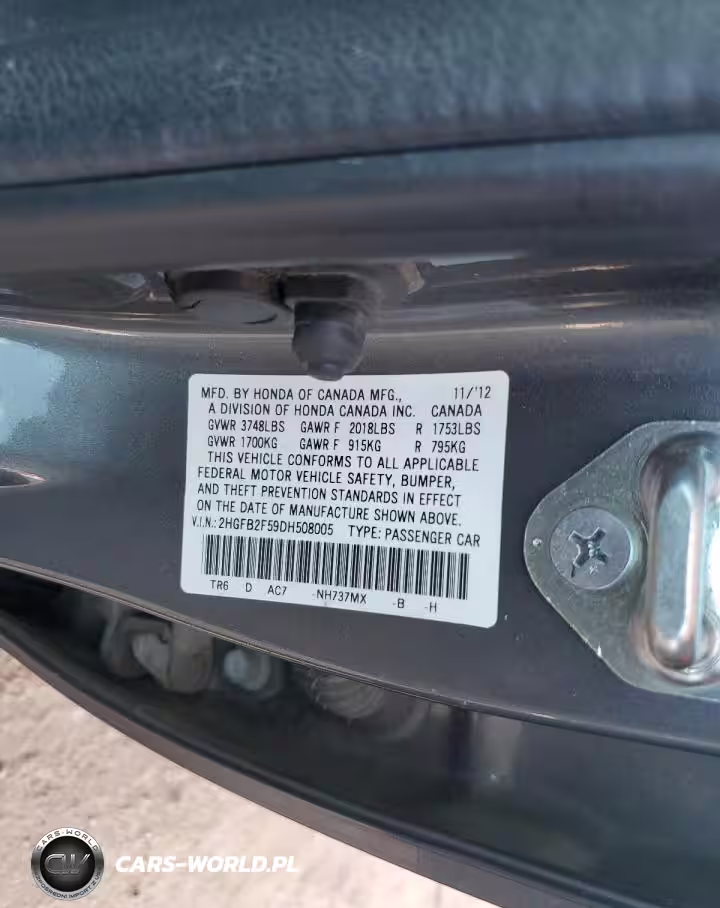 MFD. BY HONDA OF CANADA MFG., 11/'12
A DIVISION OF HONDA CANADA INC. CANADA
GVWR 3748LBS GAWR F 2018LBS R 1753LBS
GVWR 1700KG GAWR F 915KG R 795KG
THIS VEHICLE CONFORMS TO ALL APPLICABLE
FEDERAL MOTOR VEHICLE SAFETY, BUMPER,
AND THEFT PREVENTION STANDARDS IN EFFECT
ON THE DATE OF MANUFACTURE SHOWN ABOVE.
V.I.N.: 2HGFB2F59DH508005 TYPE: PASSENGER CAR
TR6 D AC7 -NH737MX -B -H
CARS-WORLD
CW
CARS-WORLD.PL